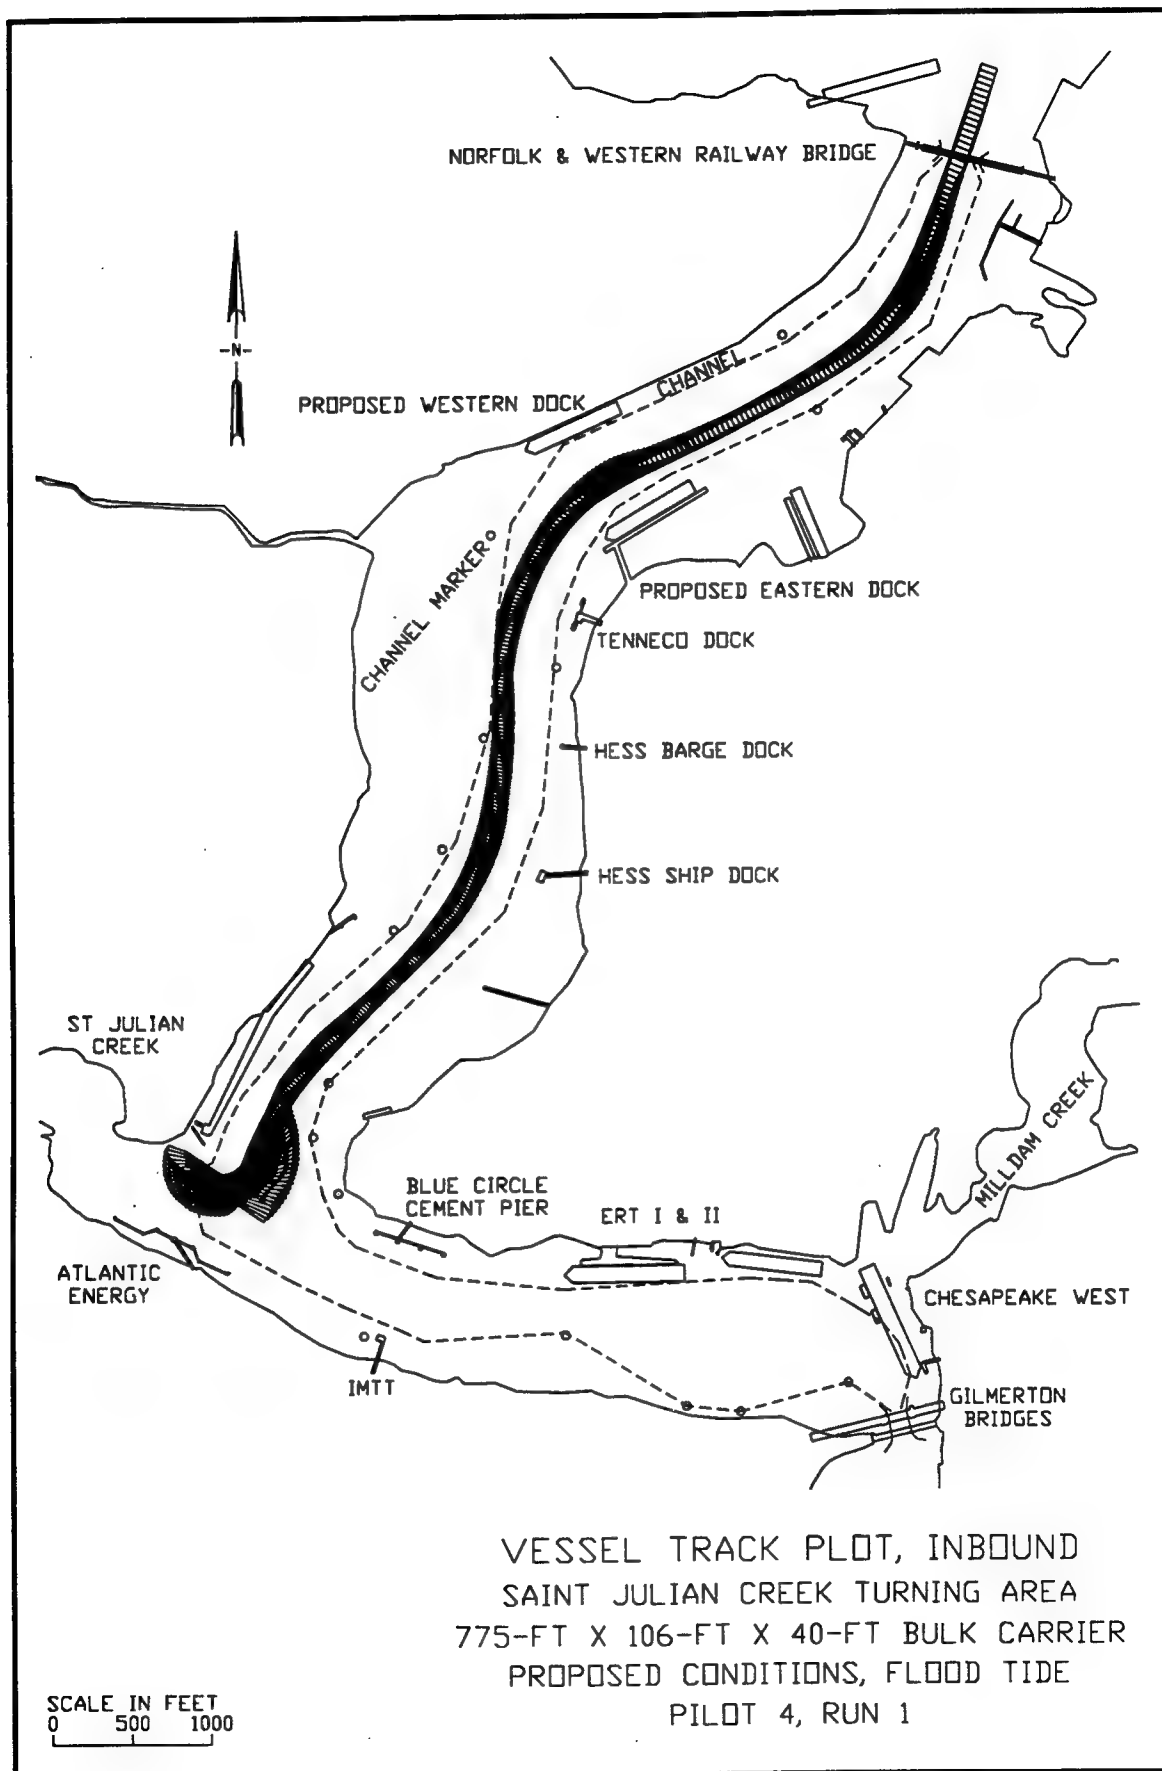 NORFOLK & WESTERN RAILWAY BRIDGE
-N-
CHANNEL
PROPOSED WESTERN DOCK
CHANNEL MARKER
PROPOSED EASTERN DOCK
TENNECO DOCK
HESS BARGE DOCK
HESS SHIP DOCK
ST JULIAN
CREEK
MILLDAM CREEK
BLUE CIRCLE
CEMENT PIER
ERT I & II
ATLANTIC
ENERGY
CHESAPEAKE WEST
IMTT
GILMERTON
BRIDGES
VESSEL TRACK PLOT, INBOUND
SAINT JULIAN CREEK TURNING AREA
775-FT X 106-FT X 40-FT BULK CARRIER
PROPOSED CONDITIONS, FLOOD TIDE
PILOT 4, RUN 1
SCALE IN FEET
0 500 1000